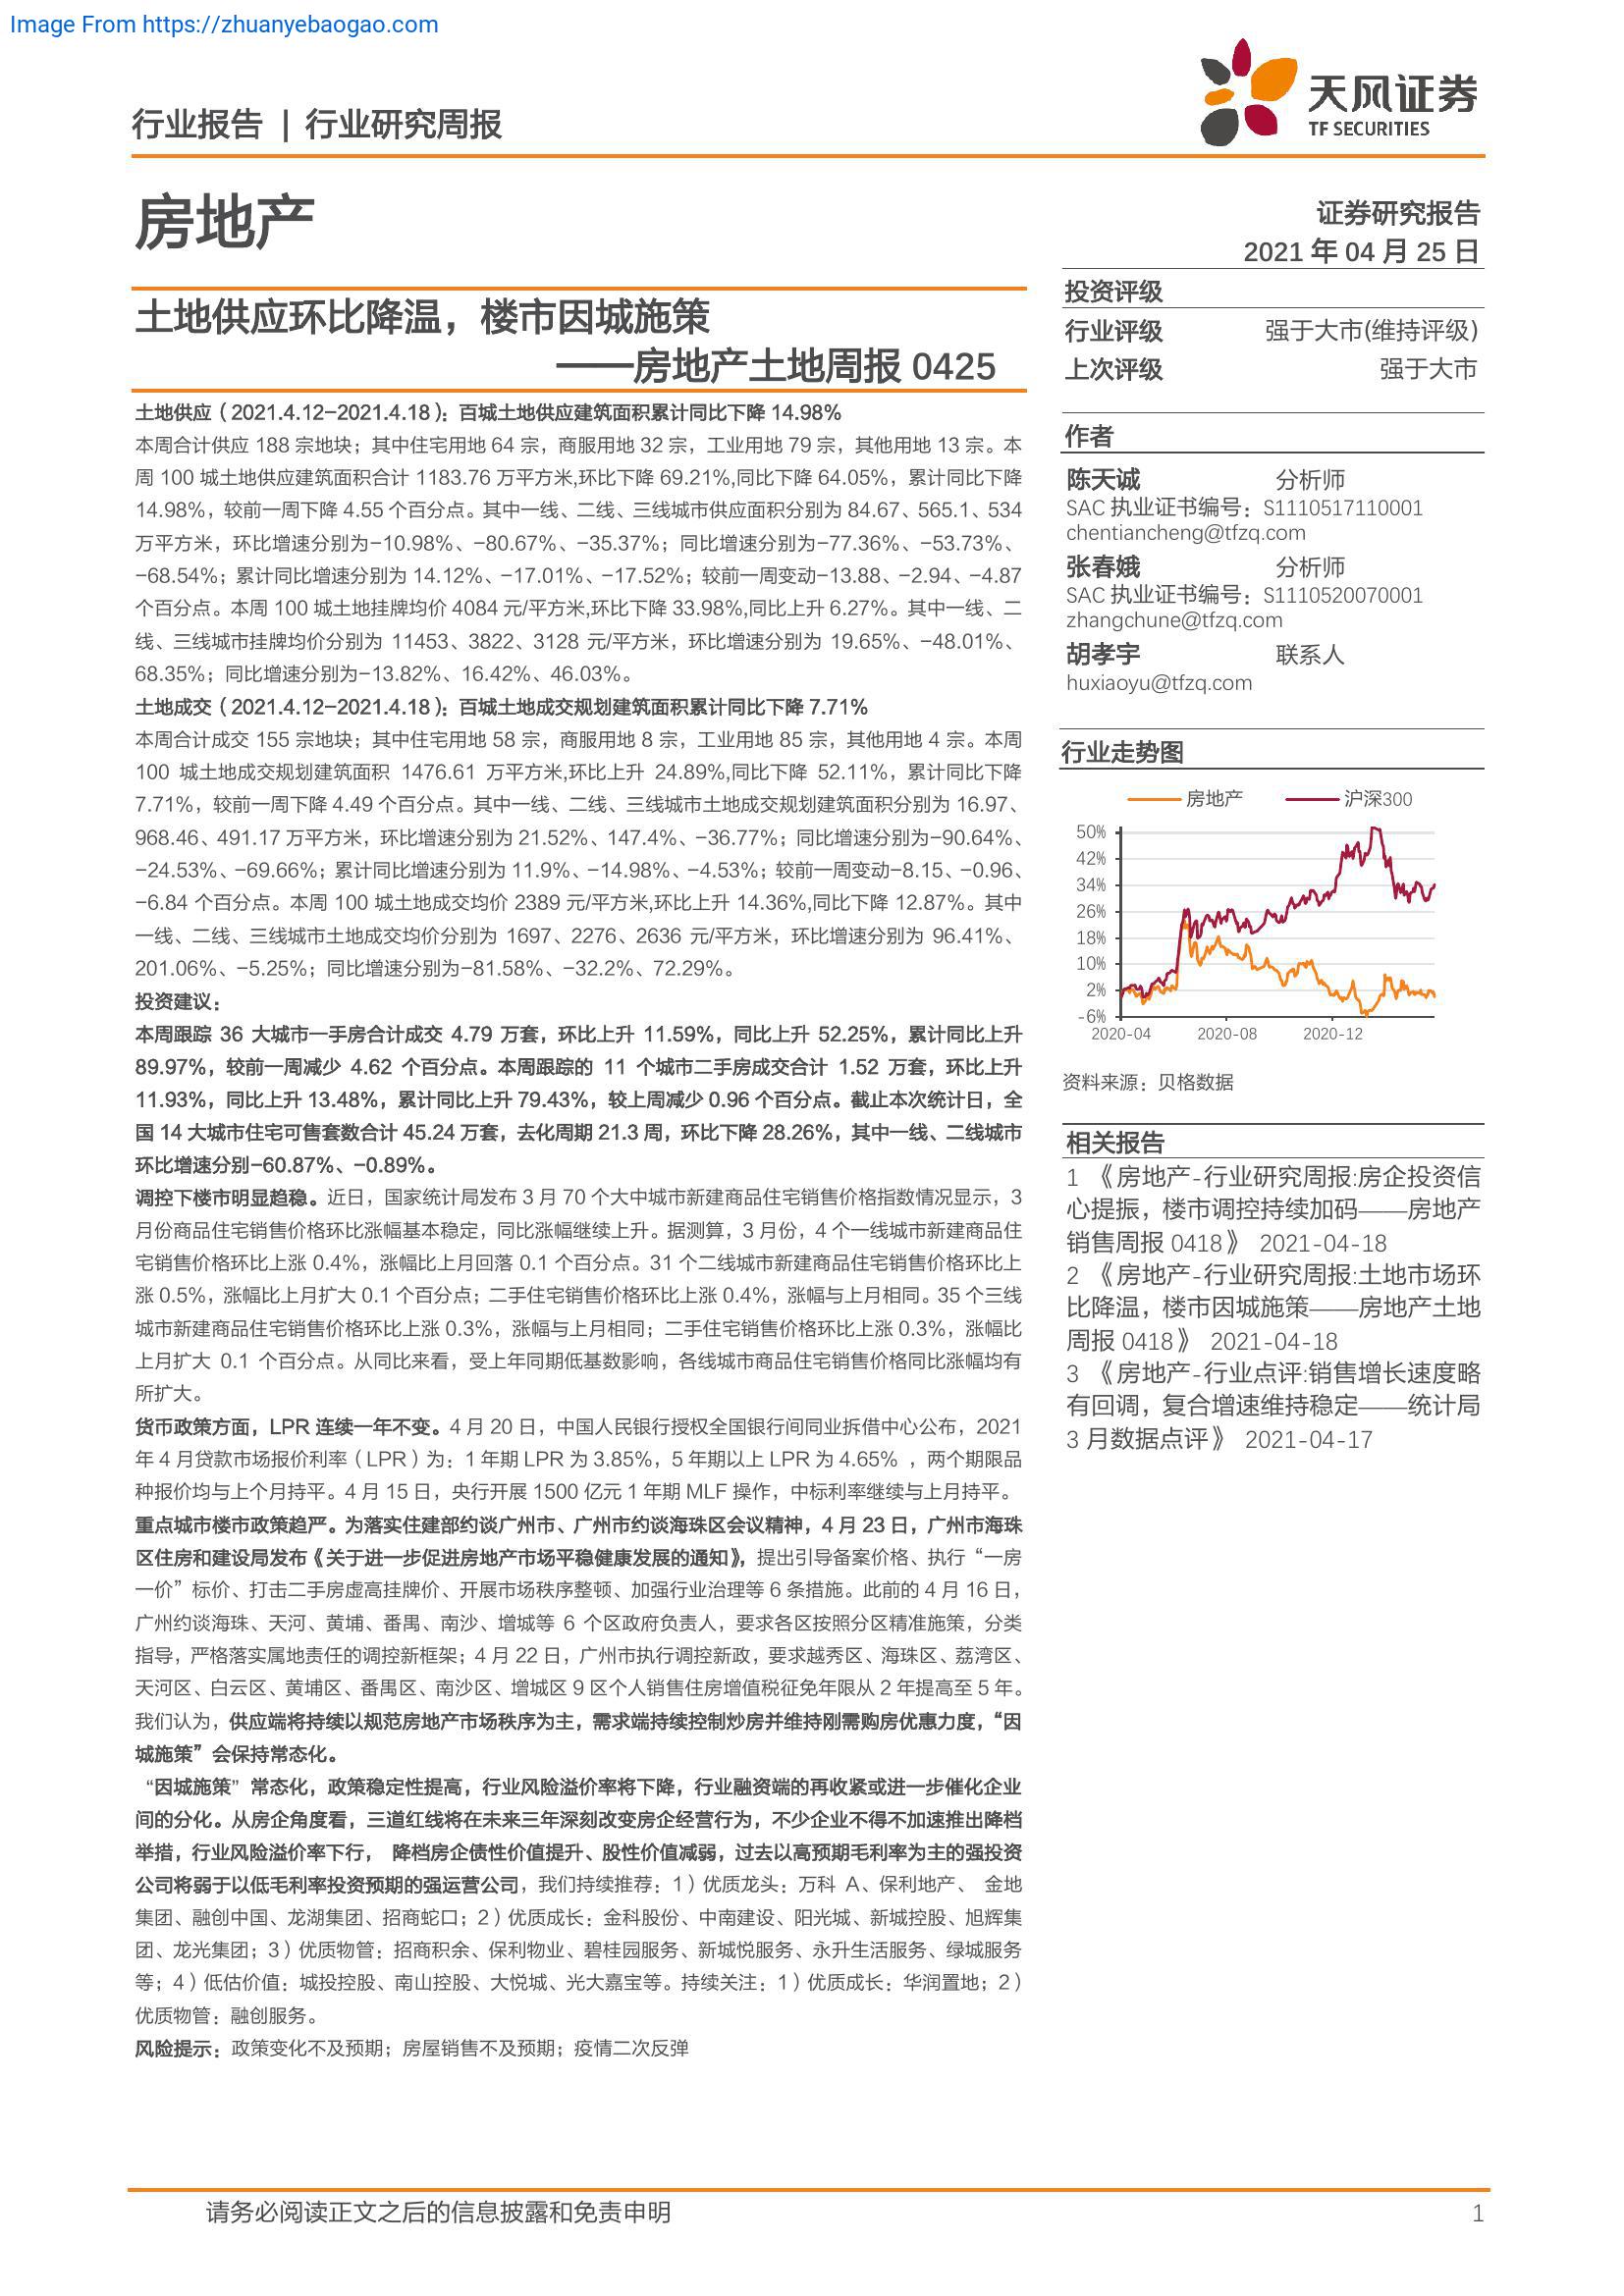 Image From https://zhuanyebaogao.com
行业报告 | 行业研究周报
天风证券
TF SECURITIES
房地产
证券研究报告
2021 年 04 月 25 日
土地供应环比降温，楼市因城施策
——房地产土地周报 0425
土地供应（2021.4.12-2021.4.18）：百城土地供应建筑面积累计同比下降 14.98%
本周合计供应 188 宗地块；其中住宅用地 64 宗，商服用地 32 宗，工业用地 79 宗，其他用地 13 宗。本
周 100 城土地供应建筑面积合计 1183.76 万平方米,环比下降 69.21%,同比下降 64.05%，累计同比下降
14.98%，较前一周下降 4.55 个百分点。其中一线、二线、三线城市供应面积分别为 84.67、565.1、534
万平方米，环比增速分别为-10.98%、-80.67%、-35.37%；同比增速分别为-77.36%、-53.73%、
-68.54%；累计同比增速分别为 14.12%、-17.01%、-17.52%；较前一周变动-13.88、-2.94、-4.87
个百分点。本周 100 城土地挂牌均价 4084 元/平方米,环比下降 33.98%,同比上升 6.27%。其中一线、二
线、三线城市挂牌均价分别为 11453、3822、3128 元/平方米，环比增速分别为 19.65%、-48.01%、
68.35%；同比增速分别为-13.82%、16.42%、46.03%。
土地成交（2021.4.12-2021.4.18）：百城土地成交规划建筑面积累计同比下降 7.71%
本周合计成交 155 宗地块；其中住宅用地 58 宗，商服用地 8 宗，工业用地 85 宗，其他用地 4 宗。本周
100 城土地成交规划建筑面积 1476.61 万平方米,环比上升 24.89%,同比下降 52.11%，累计同比下降
7.71%，较前一周下降 4.49 个百分点。其中一线、二线、三线城市土地成交规划建筑面积分别为 16.97、
968.46、491.17 万平方米，环比增速分别为 21.52%、147.4%、-36.77%；同比增速分别为-90.64%、
-24.53%、-69.66%；累计同比增速分别为 11.9%、-14.98%、-4.53%；较前一周变动-8.15、-0.96、
-6.84 个百分点。本周 100 城土地成交均价 2389 元/平方米,环比上升 14.36%,同比下降 12.87%。其中
一线、二线、三线城市土地成交均价分别为 1697、2276、2636 元/平方米，环比增速分别为 96.41%、
201.06%、-5.25%；同比增速分别为-81.58%、-32.2%、72.29%。
投资建议：
本周跟踪 36 大城市一手房合计成交 4.79 万套，环比上升 11.59%，同比上升 52.25%，累计同比上升
89.97%，较前一周减少 4.62 个百分点。本周跟踪的 11 个城市二手房成交合计 1.52 万套，环比上升
11.93%，同比上升 13.48%，累计同比上升 79.43%，较上周减少 0.96 个百分点。截止本次统计日，全
国 14 大城市住宅可售套数合计 45.24 万套，去化周期 21.3 周，环比下降 28.26%，其中一线、二线城市
环比增速分别-60.87%、-0.89%。
调控下楼市明显趋稳。近日，国家统计局发布 3 月 70 个大中城市新建商品住宅销售价格指数情况显示，3
月份商品住宅销售价格环比涨幅基本稳定，同比涨幅继续上升。据测算，3 月份，4 个一线城市新建商品住
宅销售价格环比上涨 0.4%，涨幅比上月回落 0.1 个百分点。31 个二线城市新建商品住宅销售价格环比上
涨 0.5%，涨幅比上月扩大 0.1 个百分点；二手住宅销售价格环比上涨 0.4%，涨幅与上月相同。35 个三线
城市新建商品住宅销售价格环比上涨 0.3%，涨幅与上月相同；二手住宅销售价格环比上涨 0.3%，涨幅比
上月扩大 0.1 个百分点。从同比来看，受上年同期低基数影响，各线城市商品住宅销售价格同比涨幅均有
所扩大。
货币政策方面，LPR 连续一年不变。4 月 20 日，中国人民银行授权全国银行间同业拆借中心公布，2021
年 4 月贷款市场报价利率（LPR）为：1 年期 LPR 为 3.85%，5 年期以上 LPR 为 4.65% ，两个期限品
种报价均与上个月持平。4 月 15 日，央行开展 1500 亿元 1 年期 MLF 操作，中标利率继续与上月持平。
重点城市楼市政策趋严。为落实住建部约谈广州市、广州市约谈海珠区会议精神，4 月 23 日，广州市海珠
区住房和建设局发布《关于进一步促进房地产市场平稳健康发展的通知》，提出引导备案价格、执行“一房
一价”标价、打击二手房虚高挂牌价、开展市场秩序整顿、加强行业治理等 6 条措施。此前的 4 月 16 日，
广州约谈海珠、天河、黄埔、番禺、南沙、增城等 6 个区政府负责人，要求各区按照分区精准施策，分类
指导，严格落实属地责任的调控新框架；4 月 22 日，广州市执行调控新政，要求越秀区、海珠区、荔湾区、
天河区、白云区、黄埔区、番禺区、南沙区、增城区 9 区个人销售住房增值税征免年限从 2 年提高至 5 年。
我们认为，供应端将持续以规范房地产市场秩序为主，需求端持续控制炒房并维持刚需购房优惠力度，“因
城施策”会保持常态化。
“因城施策”常态化，政策稳定性提高，行业风险溢价率将下降，行业融资端的再收紧或进一步催化企业
间的分化。从房企角度看，三道红线将在未来三年深刻改变房企经营行为，不少企业不得不加速推出降档
举措，行业风险溢价率下行， 降档房企债性价值提升、股性价值减弱，过去以高预期毛利率为主的强投资
公司将弱于以低毛利率投资预期的强运营公司，我们持续推荐：1）优质龙头：万科 A、保利地产、 金地
集团、融创中国、龙湖集团、招商蛇口；2）优质成长：金科股份、中南建设、阳光城、新城控股、旭辉集
团、龙光集团；3）优质物管：招商积余、保利物业、碧桂园服务、新城悦服务、永升生活服务、绿城服务
等；4）低估价值：城投控股、南山控股、大悦城、光大嘉宝等。持续关注：1）优质成长：华润置地；2）
优质物管：融创服务。
风险提示：政策变化不及预期；房屋销售不及预期；疫情二次反弹
投资评级
行业评级 强于大市(维持评级)
上次评级 强于大市
作者
陈天诚 分析师
SAC 执业证书编号：S1110517110001
chentiancheng@tfzq.com
张春娥 分析师
SAC 执业证书编号：S1110520070001
zhangchune@tfzq.com
胡孝宇 联系人
huxiaoyu@tfzq.com
行业走势图
房地产 沪深300
50%
42%
34%
26%
18%
10%
2%
-6%
2020-04 2020-08 2020-12
资料来源：贝格数据
相关报告
1 《房地产-行业研究周报:房企投资信
心提振，楼市调控持续加码——房地产
销售周报 0418》 2021-04-18
2 《房地产-行业研究周报:土地市场环
比降温，楼市因城施策——房地产土地
周报 0418》 2021-04-18
3 《房地产-行业点评:销售增长速度略
有回调，复合增速维持稳定——统计局
3 月数据点评》 2021-04-17
请务必阅读正文之后的信息披露和免责申明 1